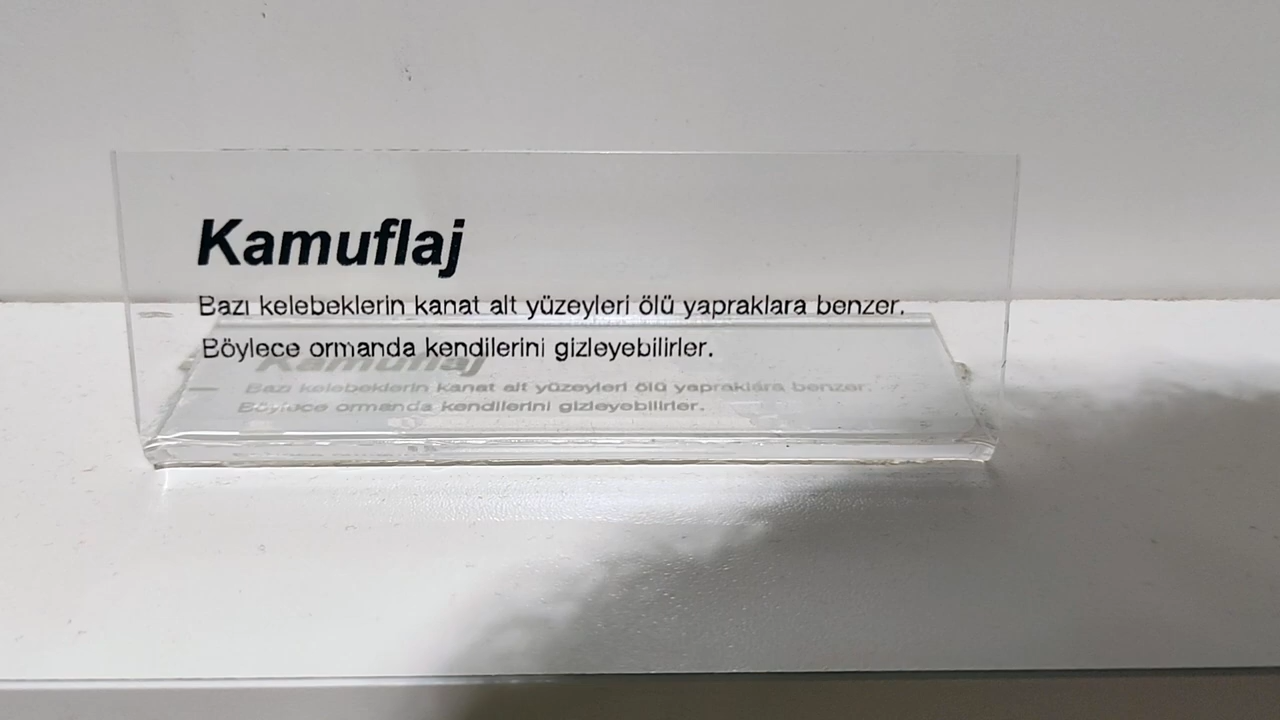 Kamuflaj
Bazı kelebeklerin kanat alt yüzeyleri ölü yapraklara benzer.
Böylece ormanda kendilerini gizleyebilirler.